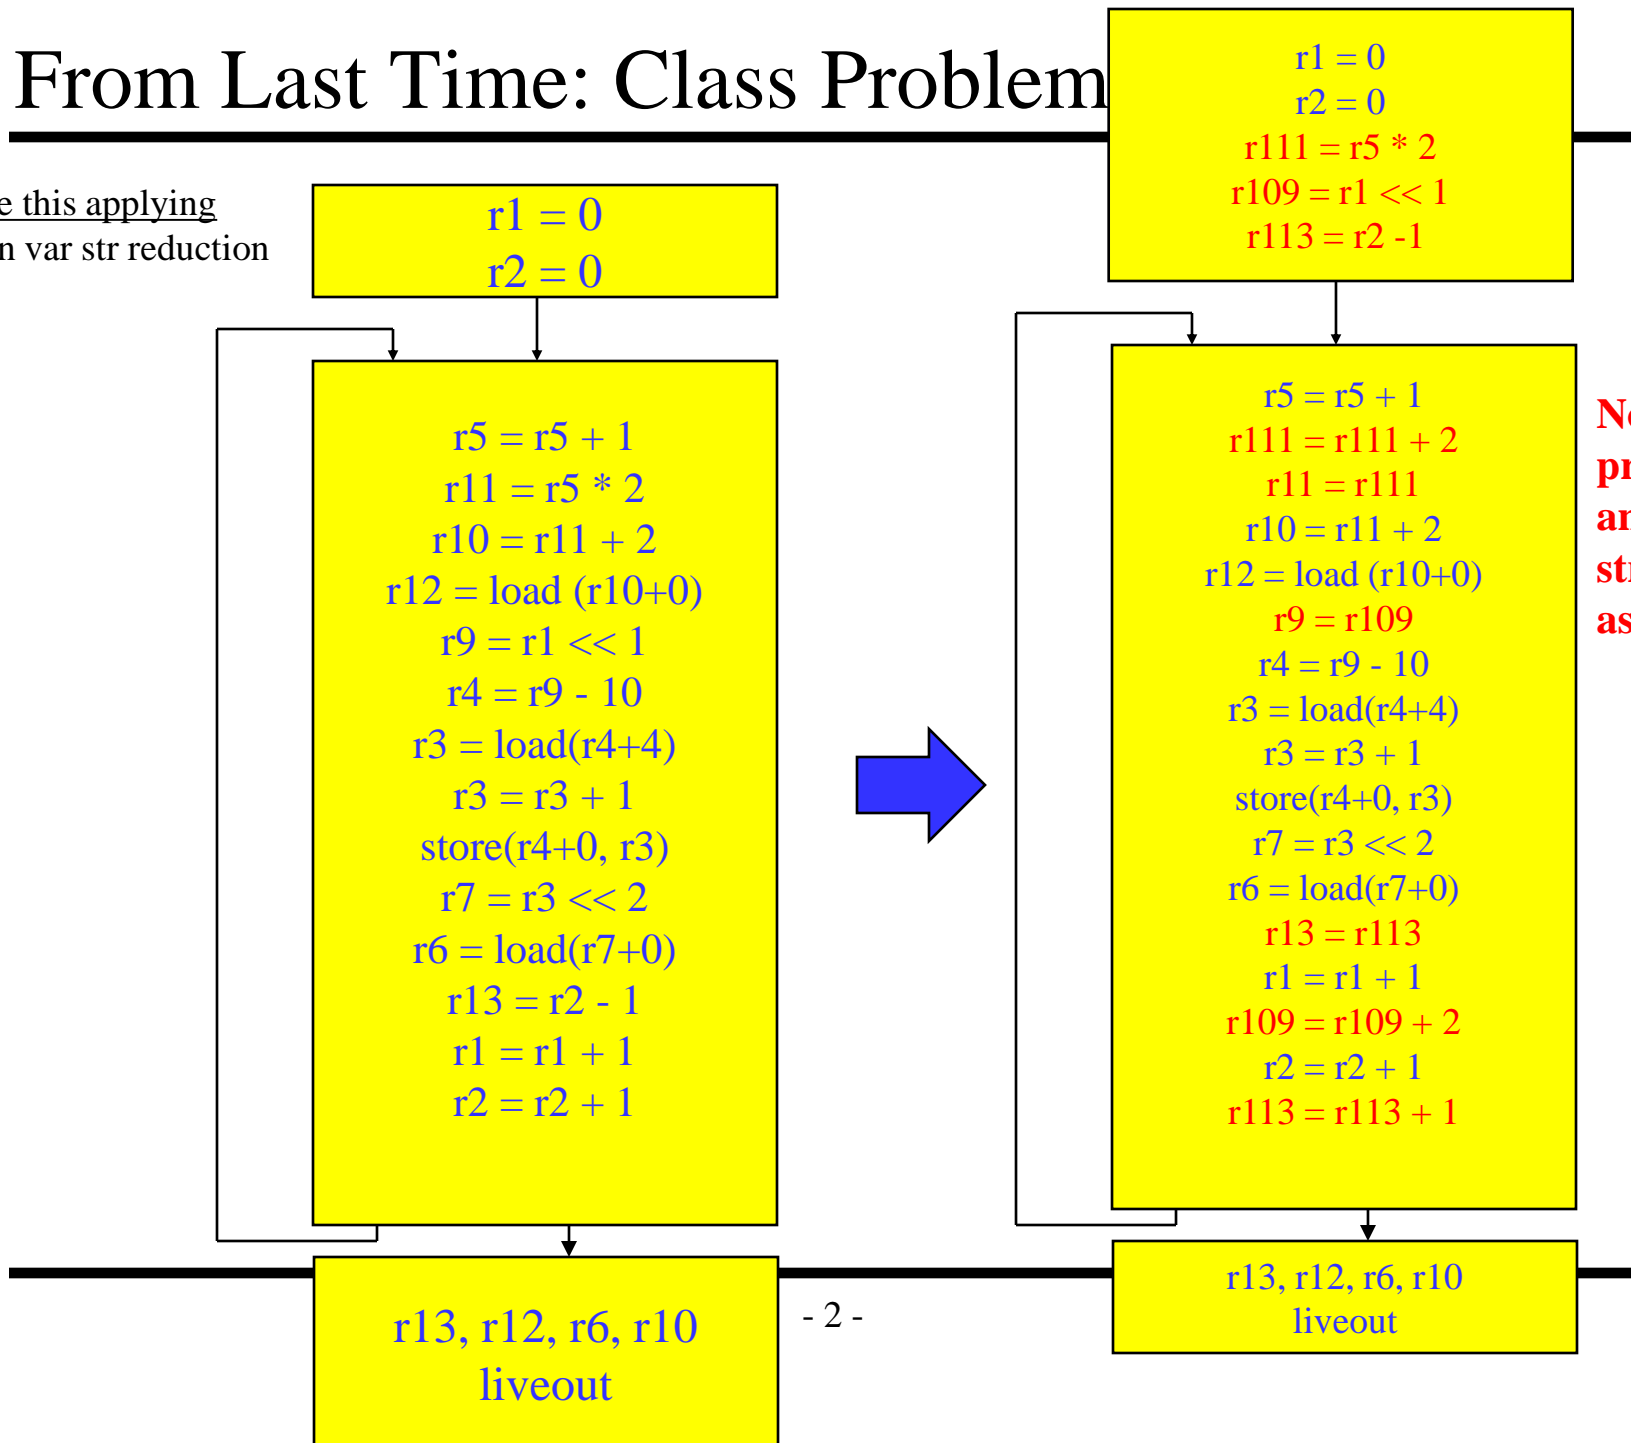 From Last Time: Class Problem
this applying
var str reduction
r1 = 0
r2 = 0
r5 = r5 + 1
r11 = r5 * 2
r10 = r11 + 2
r12 = load (r10+0)
r9 = r1 << 1
r4 = r9 - 10
r3 = load(r4+4)
r3 = r3 + 1
store(r4+0, r3)
r7 = r3 << 2
r6 = load(r7+0)
r13 = r2 - 1
r1 = r1 + 1
r2 = r2 + 1
r13, r12, r6, r10
liveout
r1 = 0
r2 = 0
r111 = r5 * 2
r109 = r1 << 1
r113 = r2 -1
r5 = r5 + 1
r111 = r111 + 2
r11 = r111
r10 = r11 + 2
r12 = load (r10+0)
r9 = r109
r4 = r9 - 10
r3 = load(r4+4)
r3 = r3 + 1
store(r4+0, r3)
r7 = r3 << 2
r6 = load(r7+0)
r13 = r113
r1 = r1 + 1
r109 = r109 + 2
r2 = r2 + 1
r113 = r113 + 1
r13, r12, r6, r10
liveout
- 2 -